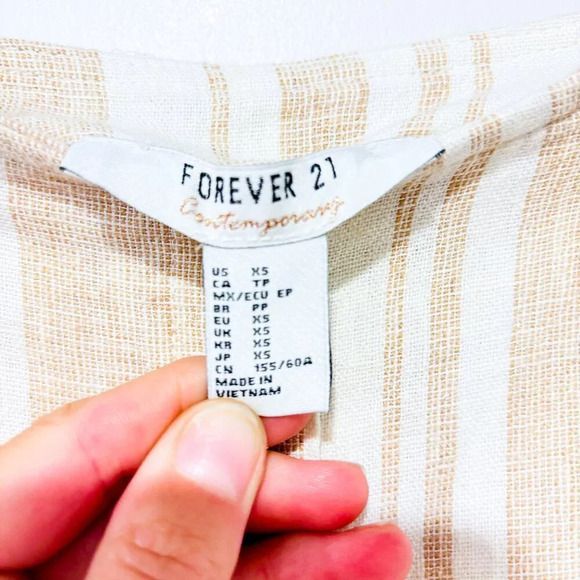 FOREVER 21
Contemporary
US XS
CA TP
MX/ECU EP
BR PP
EU XS
UK XS
KR XS
JP XS
CN 155/60A
MADE IN
VIETNAM